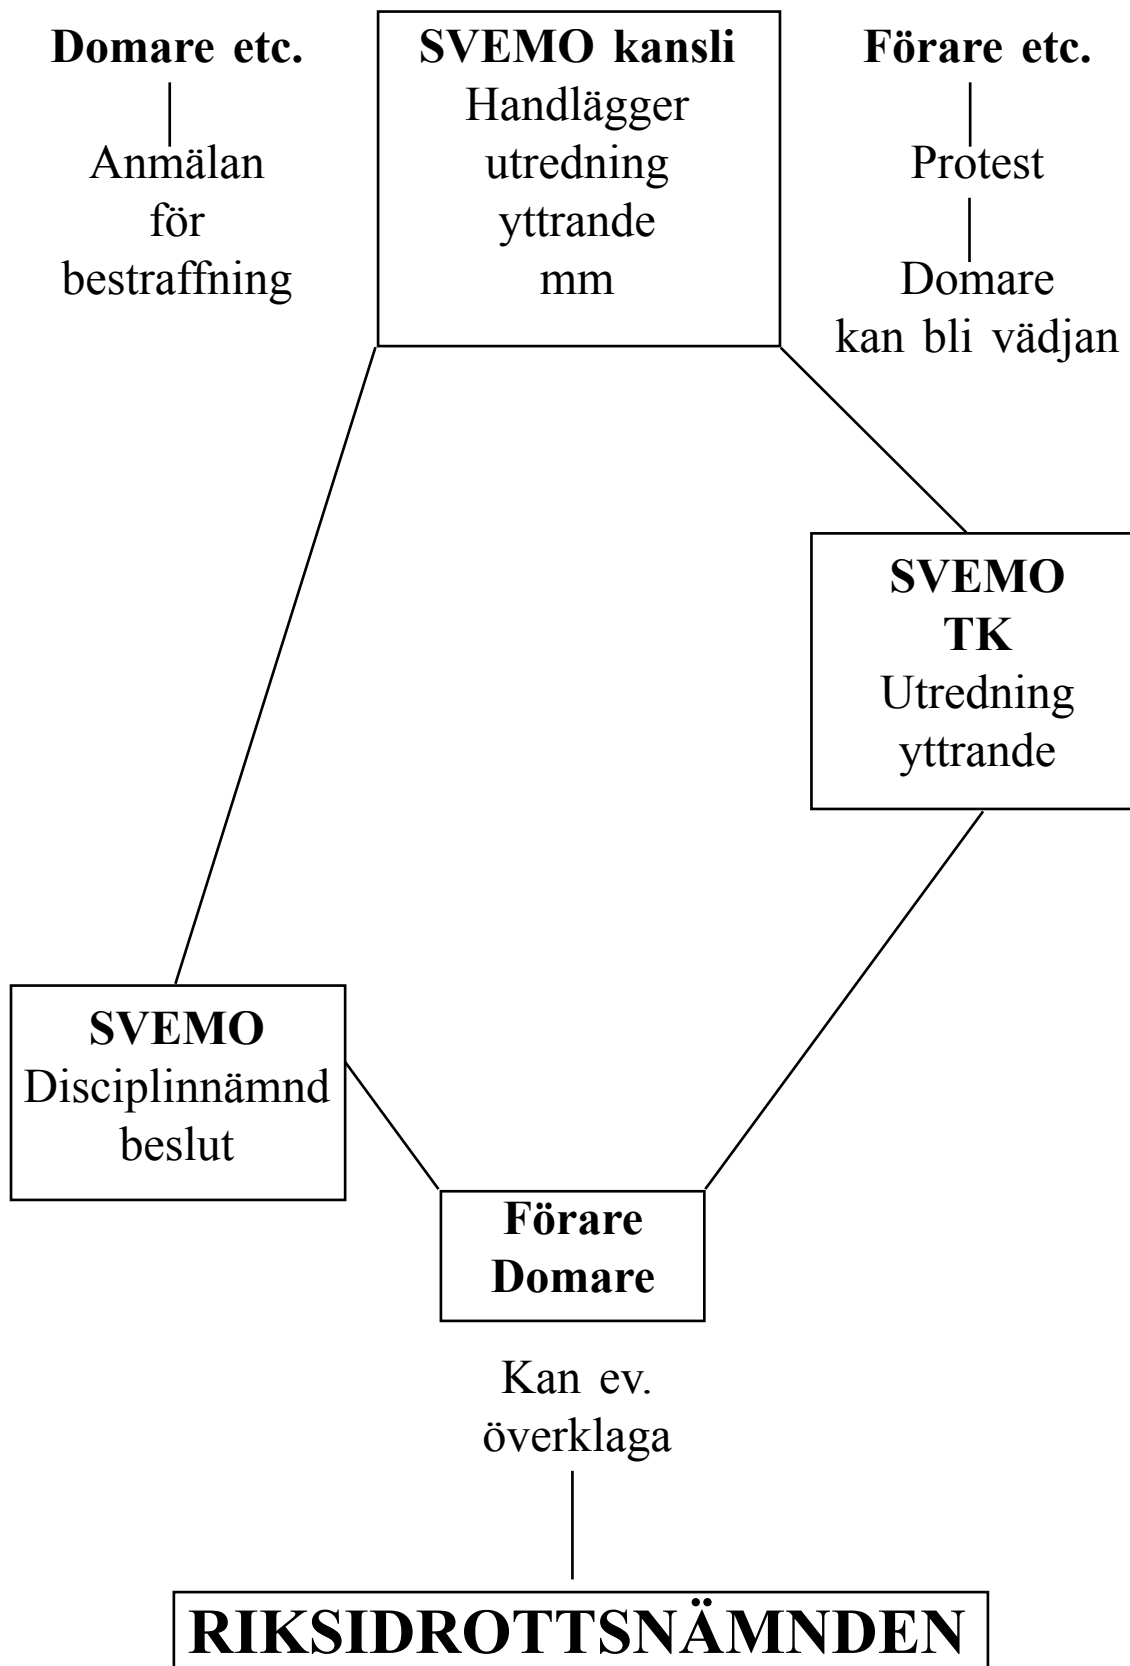 Domare etc.
Anmälan
för
bestraffning
SVEMO kansli
Handlägger
utredning
yttrande
mm
Förare etc.
Protest
Domare
kan bli vädjan
SVEMO
TK
Utredning
yttrande
SVEMO
Disciplinnämnd
beslut
Förare
Domare
Kan ev.
överklaga
RIKSIDROTTSNÄMNDEN